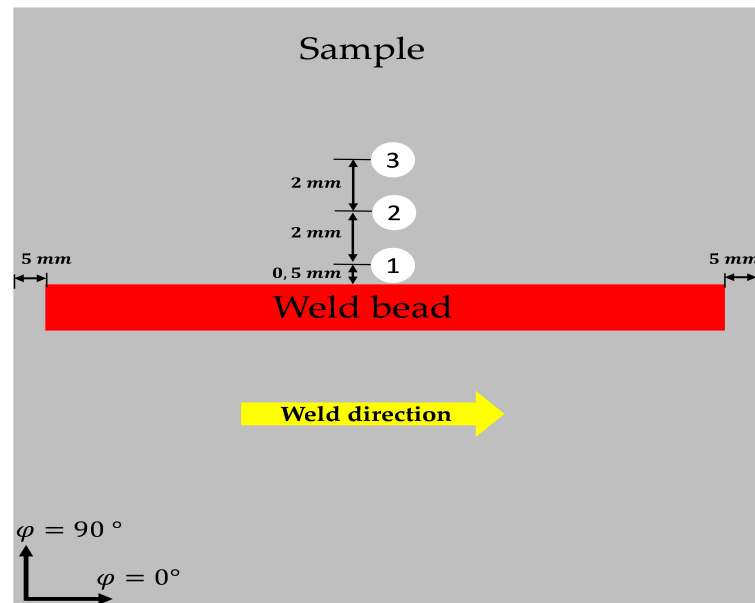 Sample
3
2 mm
2
2 mm
5 mm
5 mm
1
0, 5 mm
Weld bead
Weld direction
φ = 90 °
φ = 0°